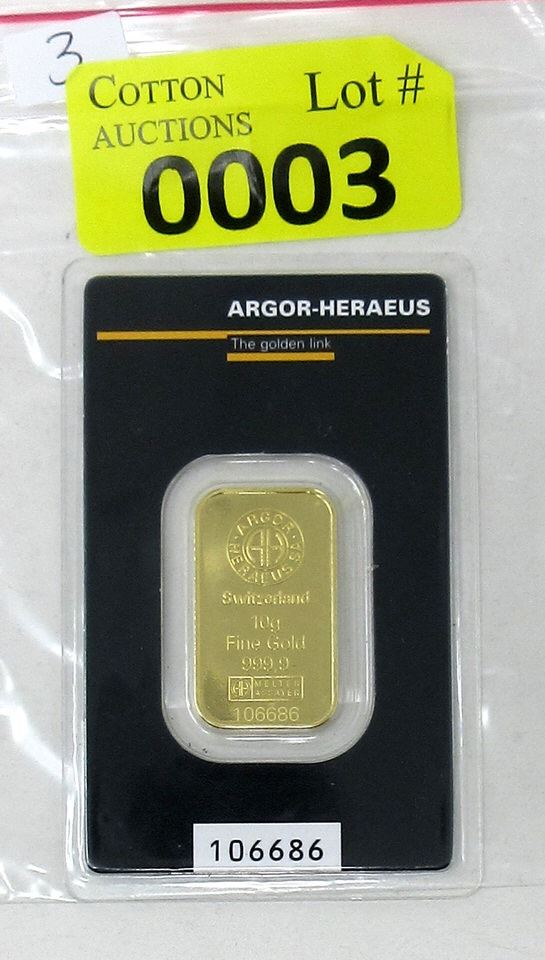 3
COTTON Lot #
AUCTIONS
0003
ARGOR-HERAEUS
The golden link
ARGOR
HERAEUS SA
Switzerland
10g
Fine Gold
999,9
MELTER
ASSAYER
106686
106686